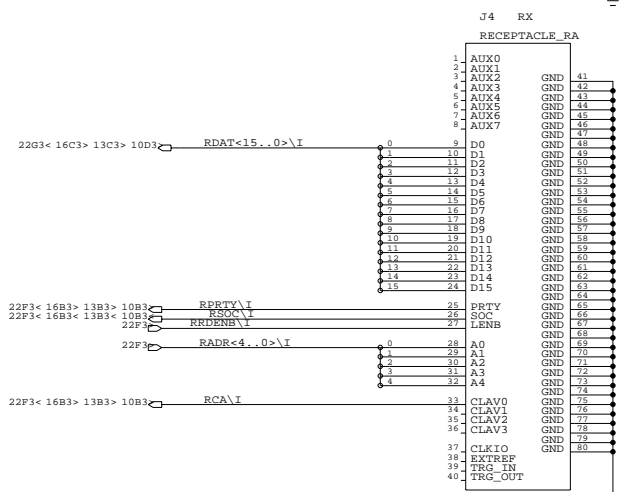 J4 RX
RECEPTACLE_RA
1 AUX0
2 AUX1
3 AUX2 GND 41
4 AUX3 GND 42
5 AUX4 GND 43
6 AUX5 GND 44
7 AUX6 GND 45
8 AUX7 GND 46
GND 47
22G3< 16C3> 13C3> 10D3> RDAT<15..0>\I 0 9 D0 GND 48
1 10 D1 GND 49
2 11 D2 GND 50
3 12 D3 GND 51
4 13 D4 GND 52
5 14 D5 GND 53
6 15 D6 GND 54
7 16 D7 GND 55
8 17 D8 GND 56
9 18 D9 GND 57
10 19 D10 GND 58
11 20 D11 GND 59
12 21 D12 GND 60
13 22 D13 GND 61
14 23 D14 GND 62
15 24 D15 GND 63
GND 64
22F3< 16B3> 13B3> 10B3> RPRTY\I 25 PRTY GND 65
22F3< 16B3< 13B3< 10B3> RSOC\I 26 SOC GND 66
22F3> RRDENB\I 27 LENB GND 67
GND 68
22F3> RADR<4..0>\I 0 28 A0 GND 69
1 29 A1 GND 70
2 30 A2 GND 71
3 31 A3 GND 72
4 32 A4 GND 73
GND 74
22F3< 16B3> 13B3> 10B3> RCA\I 33 CLAV0 GND 75
34 CLAV1 GND 76
35 CLAV2 GND 77
36 CLAV3 GND 78
GND 79
37 CLKIO GND 80
38 EXTREF
39 TRG_IN
40 TRG_OUT